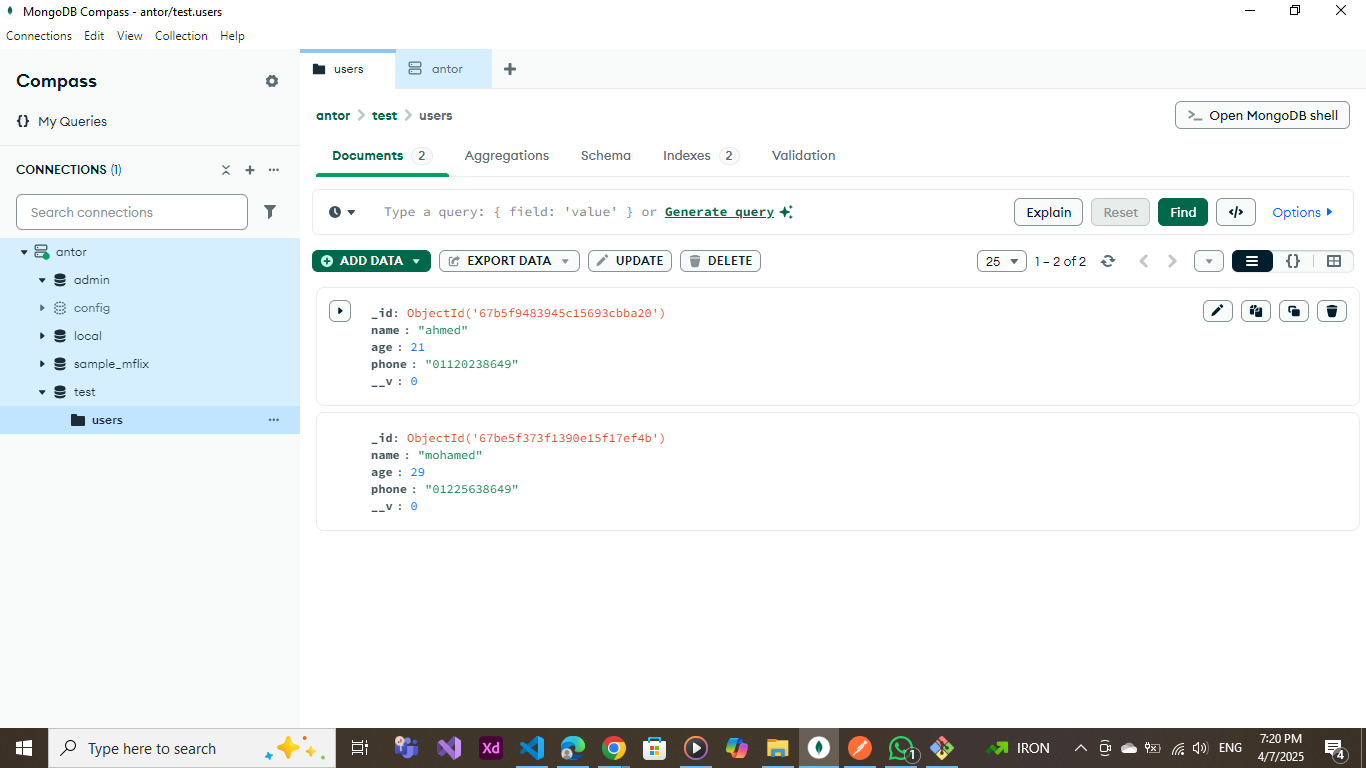 MongoDB Compass - antor/test.users
Connections Edit View Collection Help
Compass
{} My Queries
CONNECTIONS (1)
Search connections
antor
admin
config
local
sample_mflix
test
users
users
antor
antor > test > users
>_ Open MongoDB shell
Documents 2 Aggregations Schema Indexes 2 Validation
Type a query: { field: 'value' } or Generate query
Explain Reset Find </> Options
ADD DATA EXPORT DATA UPDATE DELETE
25 1 – 2 of 2 {}
_id: ObjectId('67b5f9483945c15693cbba20')
name : "ahmed"
age : 21
phone : "01120238649"
__v : 0
_id: ObjectId('67be5f373f1390e15f17ef4b')
name : "mohamed"
age : 29
phone : "01225638649"
__v : 0
Type here to search
Xd
1
IRON
ENG
7:20 PM
4/7/2025
4